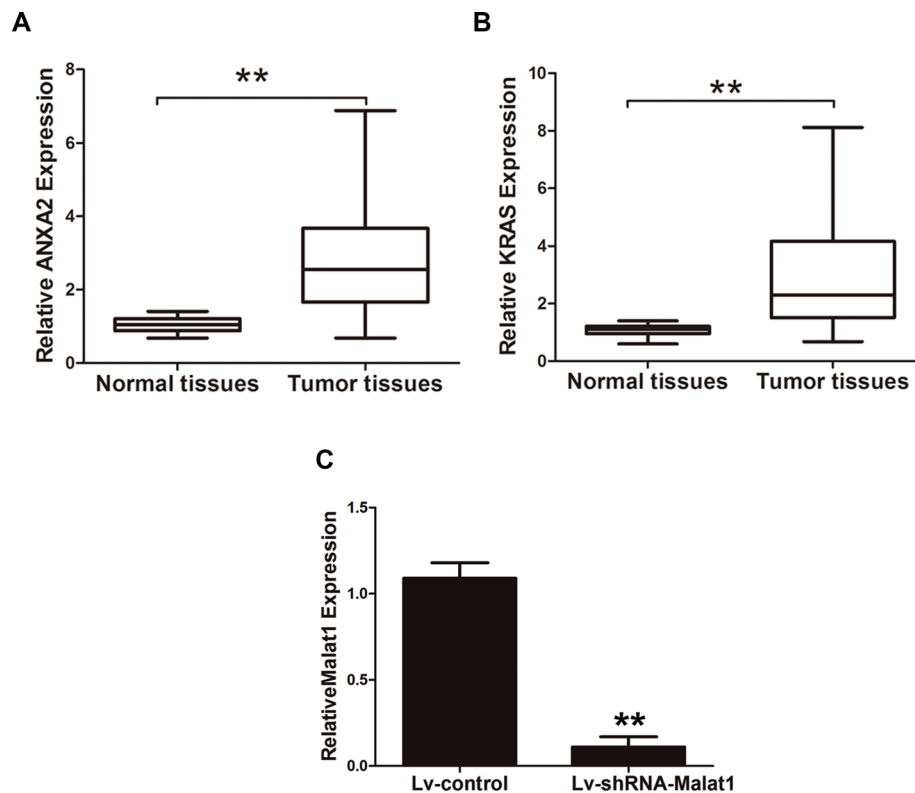 A
Relative ANXA2 Expression
8
6
4
2
0
**
Normal tissues
Tumor tissues
B
Relative KRAS Expression
10
8
6
4
2
0
**
Normal tissues
Tumor tissues
C
RelativeMalat1 Expression
1.5
1.0
0.5
0.0
**
Lv-control
Lv-shRNA-Malat1